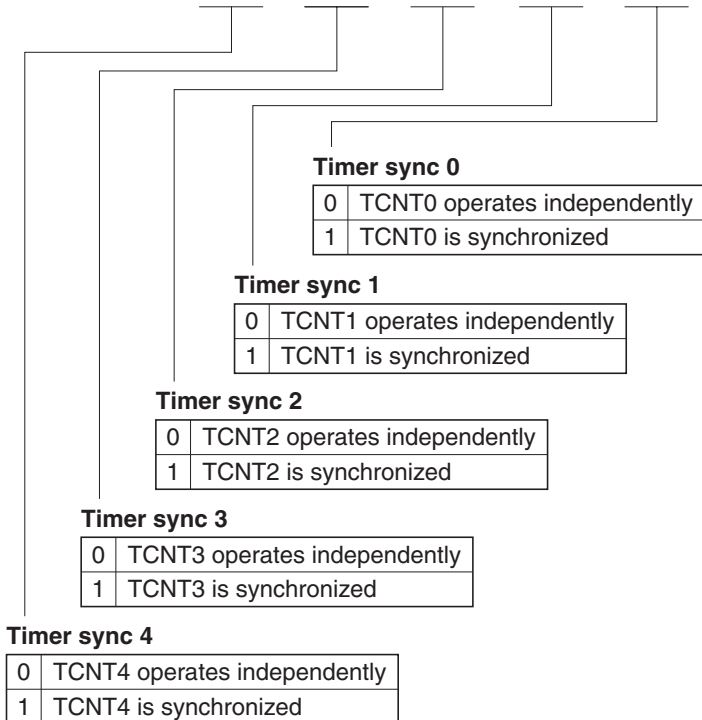 Timer sync 0
0 TCNT0 operates independently
1 TCNT0 is synchronized
Timer sync 1
0 TCNT1 operates independently
1 TCNT1 is synchronized
Timer sync 2
0 TCNT2 operates independently
1 TCNT2 is synchronized
Timer sync 3
0 TCNT3 operates independently
1 TCNT3 is synchronized
Timer sync 4
0 TCNT4 operates independently
1 TCNT4 is synchronized